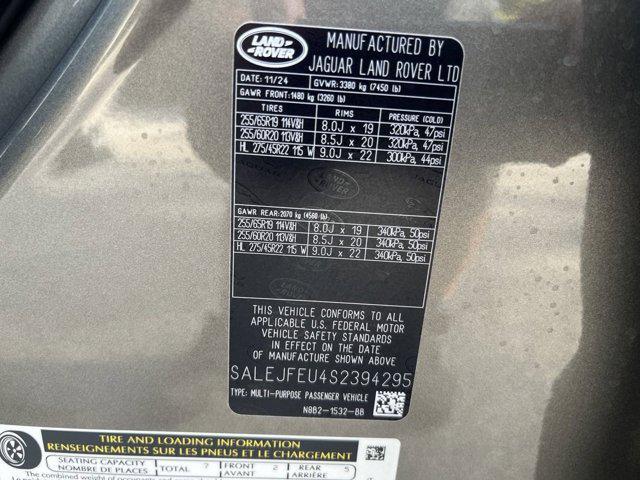 LAND ROVER
MANUFACTURED BY
JAGUAR LAND ROVER LTD
DATE: 11/24 GVWR: 3380 kg (7450 lb)
GAWR FRONT: 1480 kg (3260 lb)
TIRES RIMS PRESSURE (COLD)
255/65R19 114V&H 8.0J x 19 320kPa, 47psi
255/60R20 113V&H 8.5J x 20 320kPa, 47psi
HL 275/45R22 115 W 9.0J x 22 300kPa, 44psi
GAWR REAR: 2070 kg (4560 lb)
255/65R19 114V&H 8.0J x 19 340kPa, 50psi
255/60R20 113V&H 8.5J x 20 340kPa, 50psi
HL 275/45R22 115 W 9.0J x 22 340kPa, 50psi
THIS VEHICLE CONFORMS TO ALL
APPLICABLE U.S. FEDERAL MOTOR
VEHICLE SAFETY STANDARDS
IN EFFECT ON THE DATE
OF MANUFACTURE SHOWN ABOVE
SALEJFEU4S2394295
TYPE: MULTI-PURPOSE PASSENGER VEHICLE
N8B2-1532-BB
TIRE AND LOADING INFORMATION
RENSEIGNEMENTS SUR LES PNEUS ET LE CHARGEMENT
SEATING CAPACITY TOTAL 7 FRONT 2 REAR 5
NOMBRE DE PLACES AVANT ARRIÈRE
The combined weight of occupants and